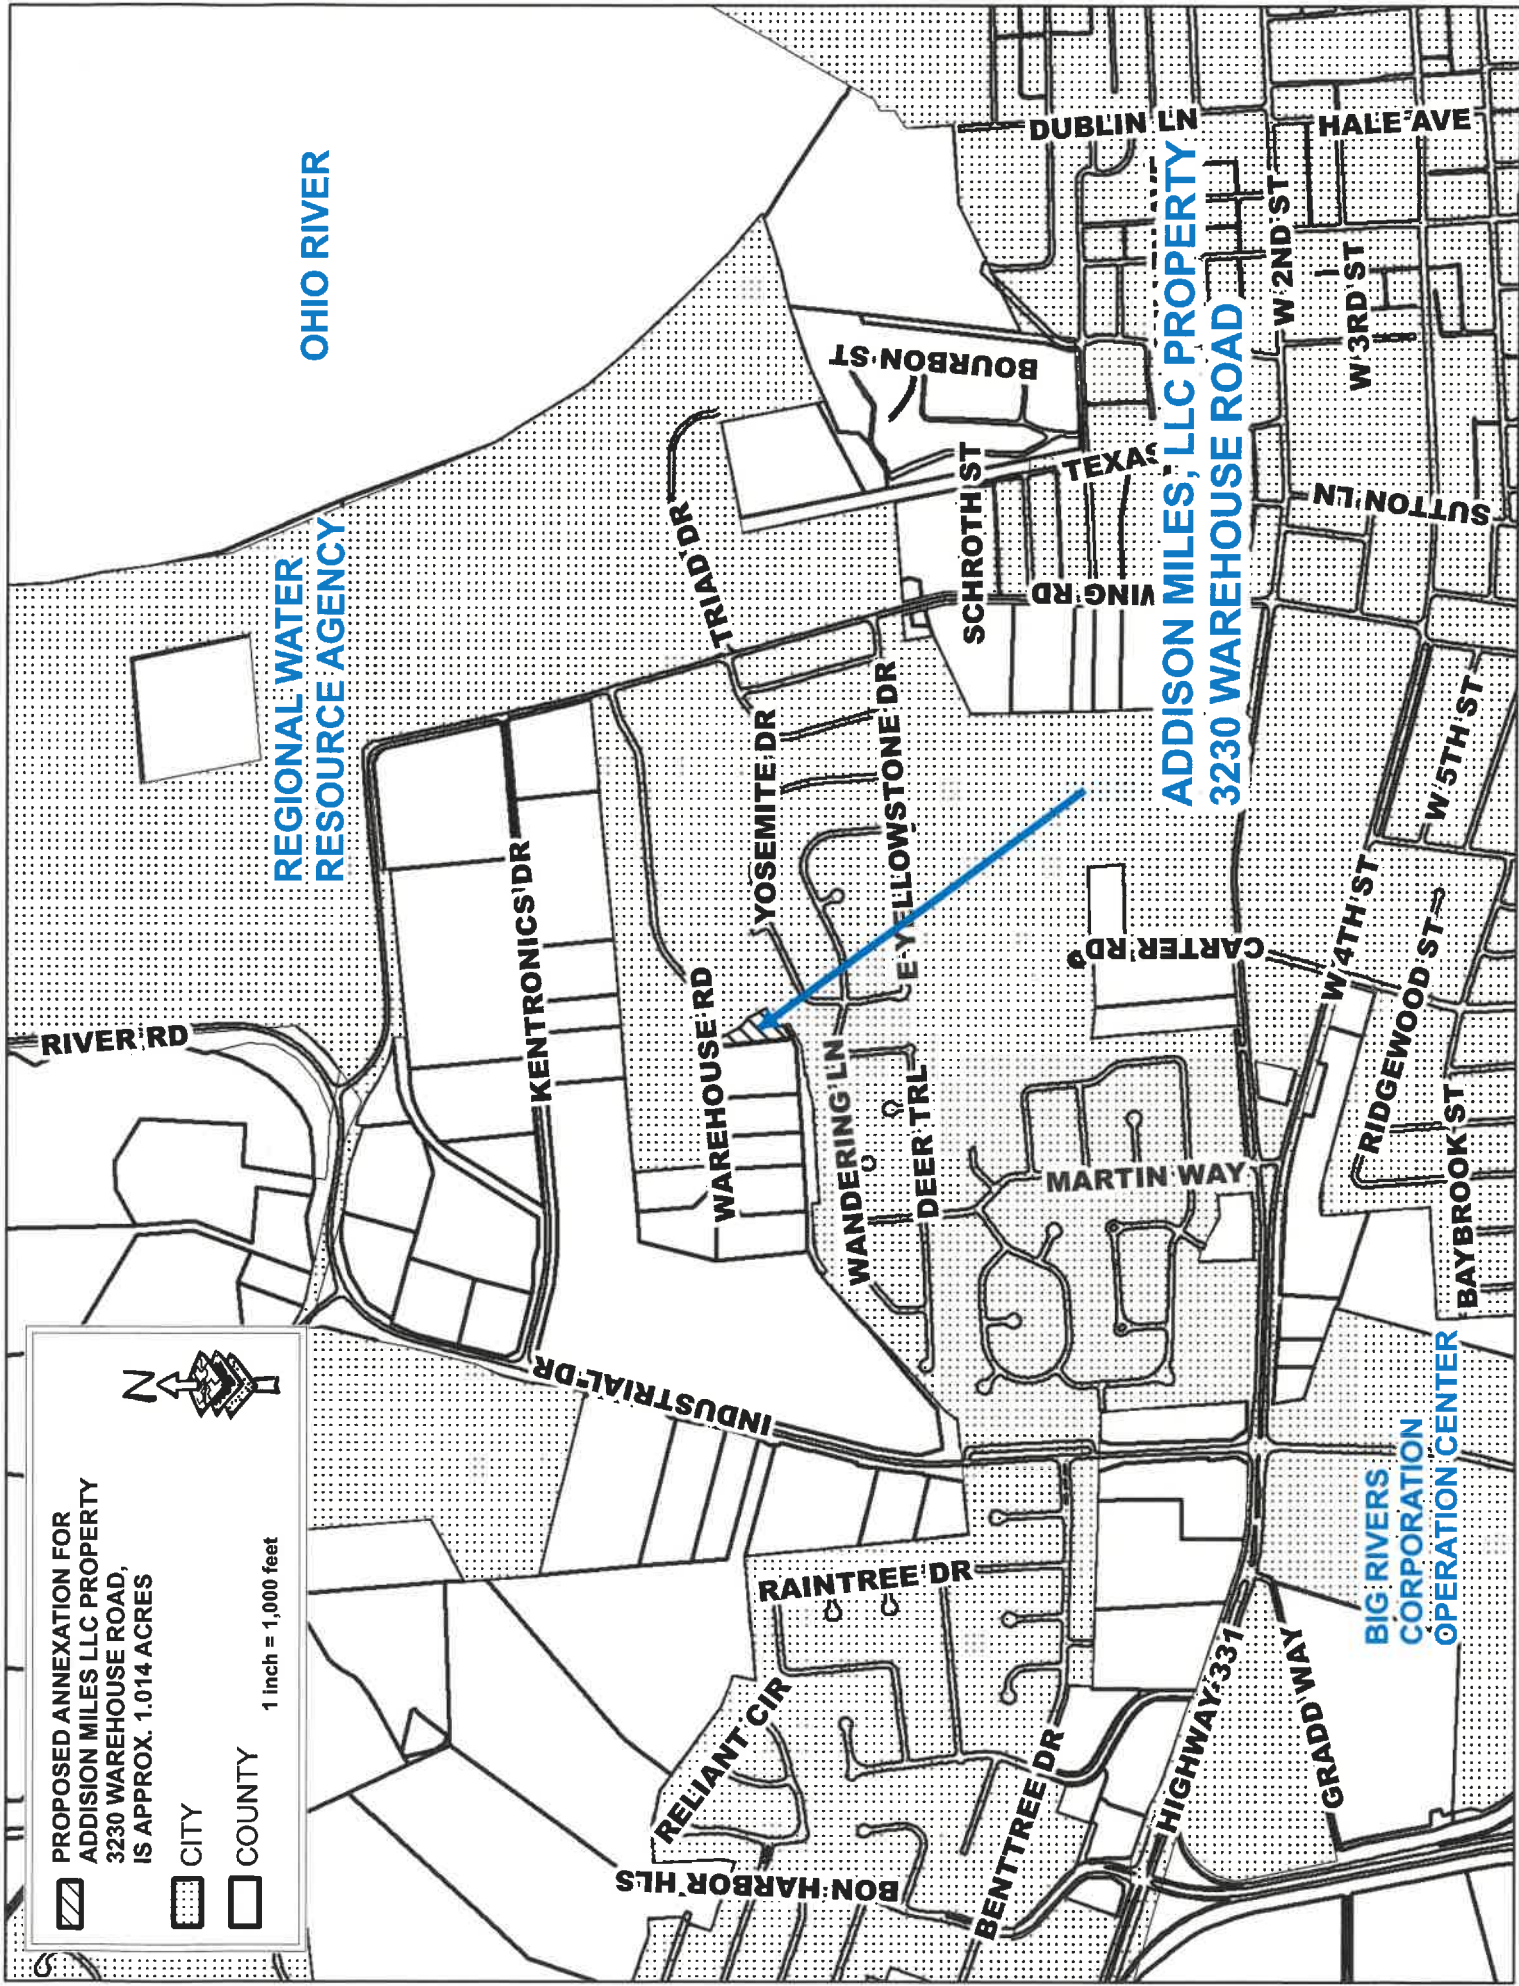 PROPOSED ANNEXATION FOR
ADDISION MILES LLC PROPERTY
3230 WAREHOUSE ROAD,
IS APPROX. 1.014 ACRES
CITY
COUNTY
1 inch = 1,000 feet
N
OHIO RIVER
REGIONAL WATER
RESOURCE AGENCY
RIVER RD
KENTRONICS DR
INDUSTRIAL DR
WAREHOUSE RD
TRIAD DR
YOSEMITE DR
E YELLOWSTONE DR
WANDERING LN
DEER TRL
MARTIN WAY
CARTER RD
BOURBON ST
SCHROTH ST
TEXAS
WING RD
DUBLIN LN
HALE AVE
ADDISON MILES, LLC PROPERTY
3230 WAREHOUSE ROAD
W 2ND ST
W 3RD ST
SUTTON LN
W 4TH ST
W 5TH ST
RIDGEWOOD ST
BAYBROOK ST
RAINTREE DR
RELIANT CIR
BON HARBOR HLS
BENTTREE DR
HIGHWAY 331
GRADD WAY
BIG RIVERS
CORPORATION
OPERATION CENTER